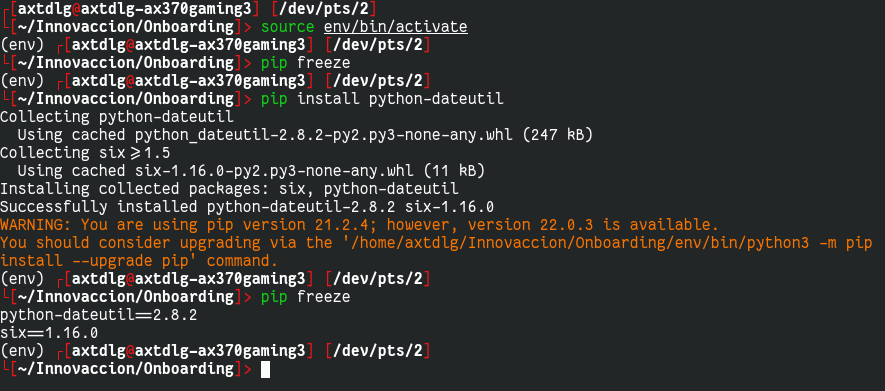 ┌[axtdlg@axtdlg-ax370gaming3] [/dev/pts/2]
└[~/Innovaccion/Onboarding]> source env/bin/activate
(env) ┌[axtdlg@axtdlg-ax370gaming3] [/dev/pts/2]
└[~/Innovaccion/Onboarding]> pip freeze
(env) ┌[axtdlg@axtdlg-ax370gaming3] [/dev/pts/2]
└[~/Innovaccion/Onboarding]> pip install python-dateutil
Collecting python-dateutil
  Using cached python_dateutil-2.8.2-py2.py3-none-any.whl (247 kB)
Collecting six>=1.5
  Using cached six-1.16.0-py2.py3-none-any.whl (11 kB)
Installing collected packages: six, python-dateutil
Successfully installed python-dateutil-2.8.2 six-1.16.0
WARNING: You are using pip version 21.2.4; however, version 22.0.3 is available.
You should consider upgrading via the '/home/axtdlg/Innovaccion/Onboarding/env/bin/python3 -m pip
install --upgrade pip' command.
(env) ┌[axtdlg@axtdlg-ax370gaming3] [/dev/pts/2]
└[~/Innovaccion/Onboarding]> pip freeze
python-dateutil==2.8.2
six==1.16.0
(env) ┌[axtdlg@axtdlg-ax370gaming3] [/dev/pts/2]
└[~/Innovaccion/Onboarding]>